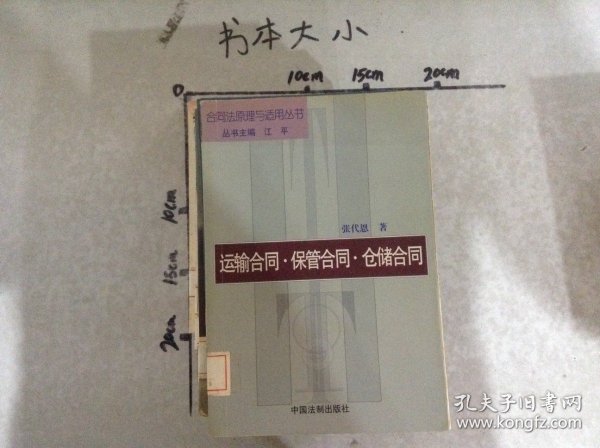 书本大小
0
10cm
15cm
20cm
10cm
15cm
20cm
合同法原理与适用丛书
丛书主编 江 平
张代恩 著
运输合同·保管合同·仓储合同
中国法制出版社
孔夫子旧书网
www.kongfz.com